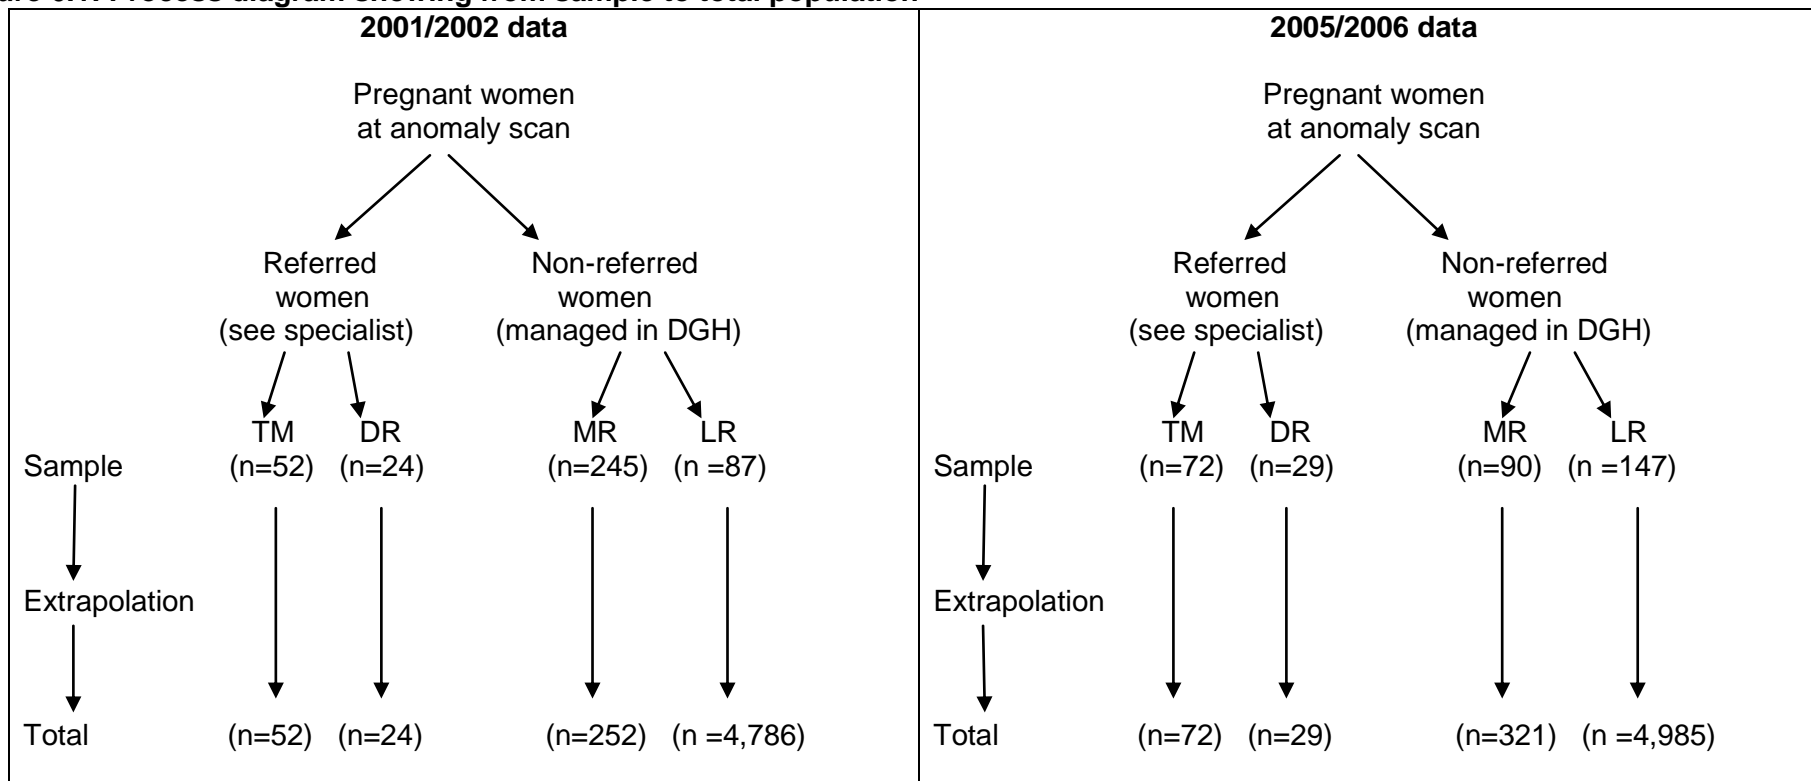 2001/2002 data
Pregnant women
at anomaly scan
Referred
women
(see specialist)
Non-referred
women
(managed in DGH)
TM DR MR LR
Sample (n=52) (n=24) (n=245) (n =87)
Extrapolation
Total (n=52) (n=24) (n=252) (n =4,786)
2005/2006 data
Pregnant women
at anomaly scan
Referred
women
(see specialist)
Non-referred
women
(managed in DGH)
TM DR MR LR
Sample (n=72) (n=29) (n=90) (n =147)
Extrapolation
Total (n=72) (n=29) (n=321) (n =4,985)